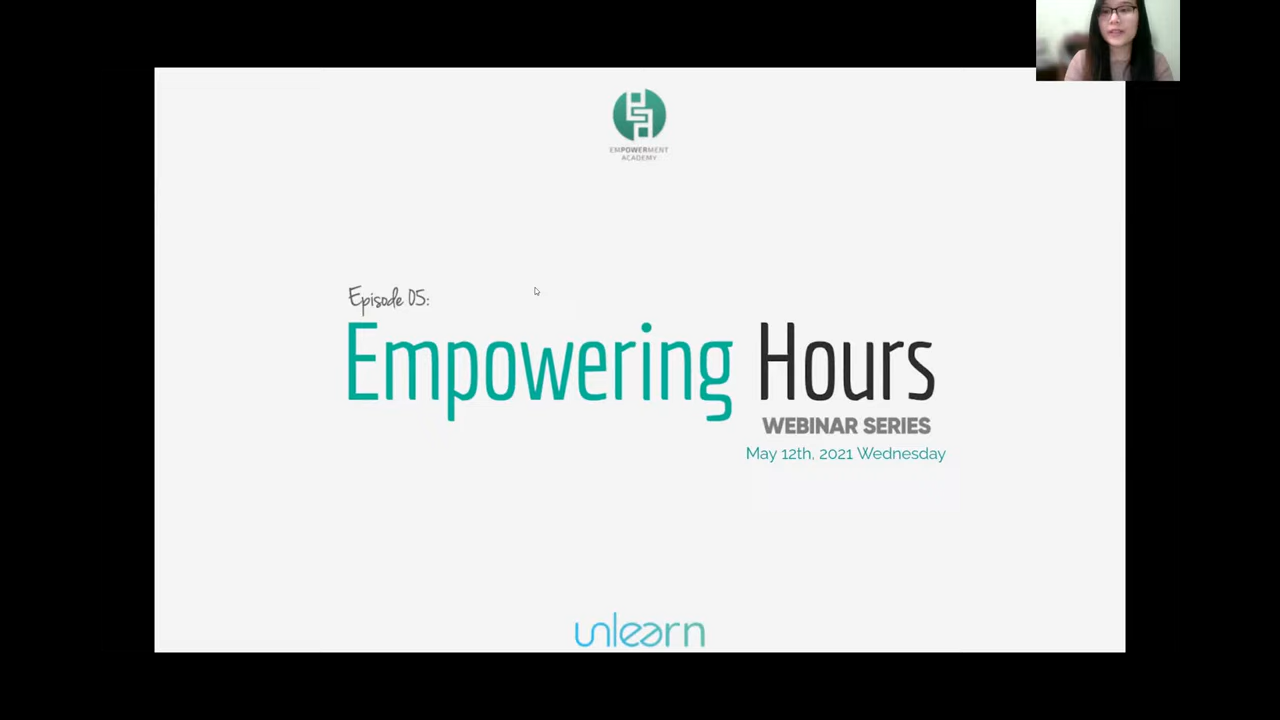 EMPOWERMENT
ACADEMY
Episode 05:
Empowering Hours
WEBINAR SERIES
May 12th, 2021 Wednesday
unlearn